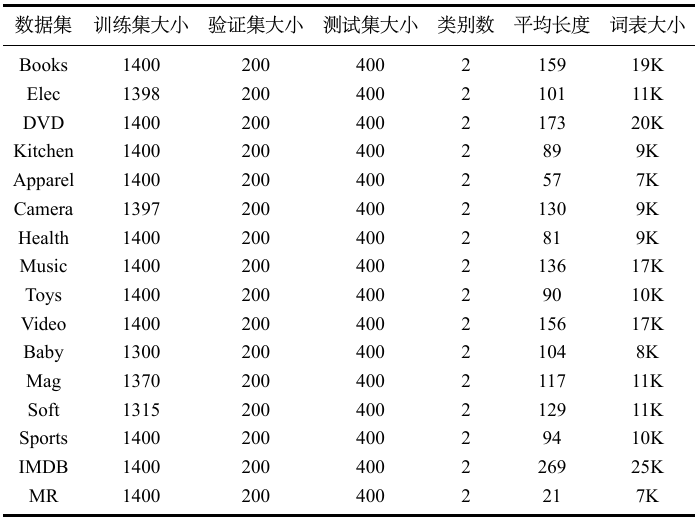 数据集 训练集大小 验证集大小 测试集大小 类别数 平均长度 词表大小
Books 1400 200 400 2 159 19K
Elec 1398 200 400 2 101 11K
DVD 1400 200 400 2 173 20K
Kitchen 1400 200 400 2 89 9K
Apparel 1400 200 400 2 57 7K
Camera 1397 200 400 2 130 9K
Health 1400 200 400 2 81 9K
Music 1400 200 400 2 136 17K
Toys 1400 200 400 2 90 10K
Video 1400 200 400 2 156 17K
Baby 1300 200 400 2 104 8K
Mag 1370 200 400 2 117 11K
Soft 1315 200 400 2 129 11K
Sports 1400 200 400 2 94 10K
IMDB 1400 200 400 2 269 25K
MR 1400 200 400 2 21 7K